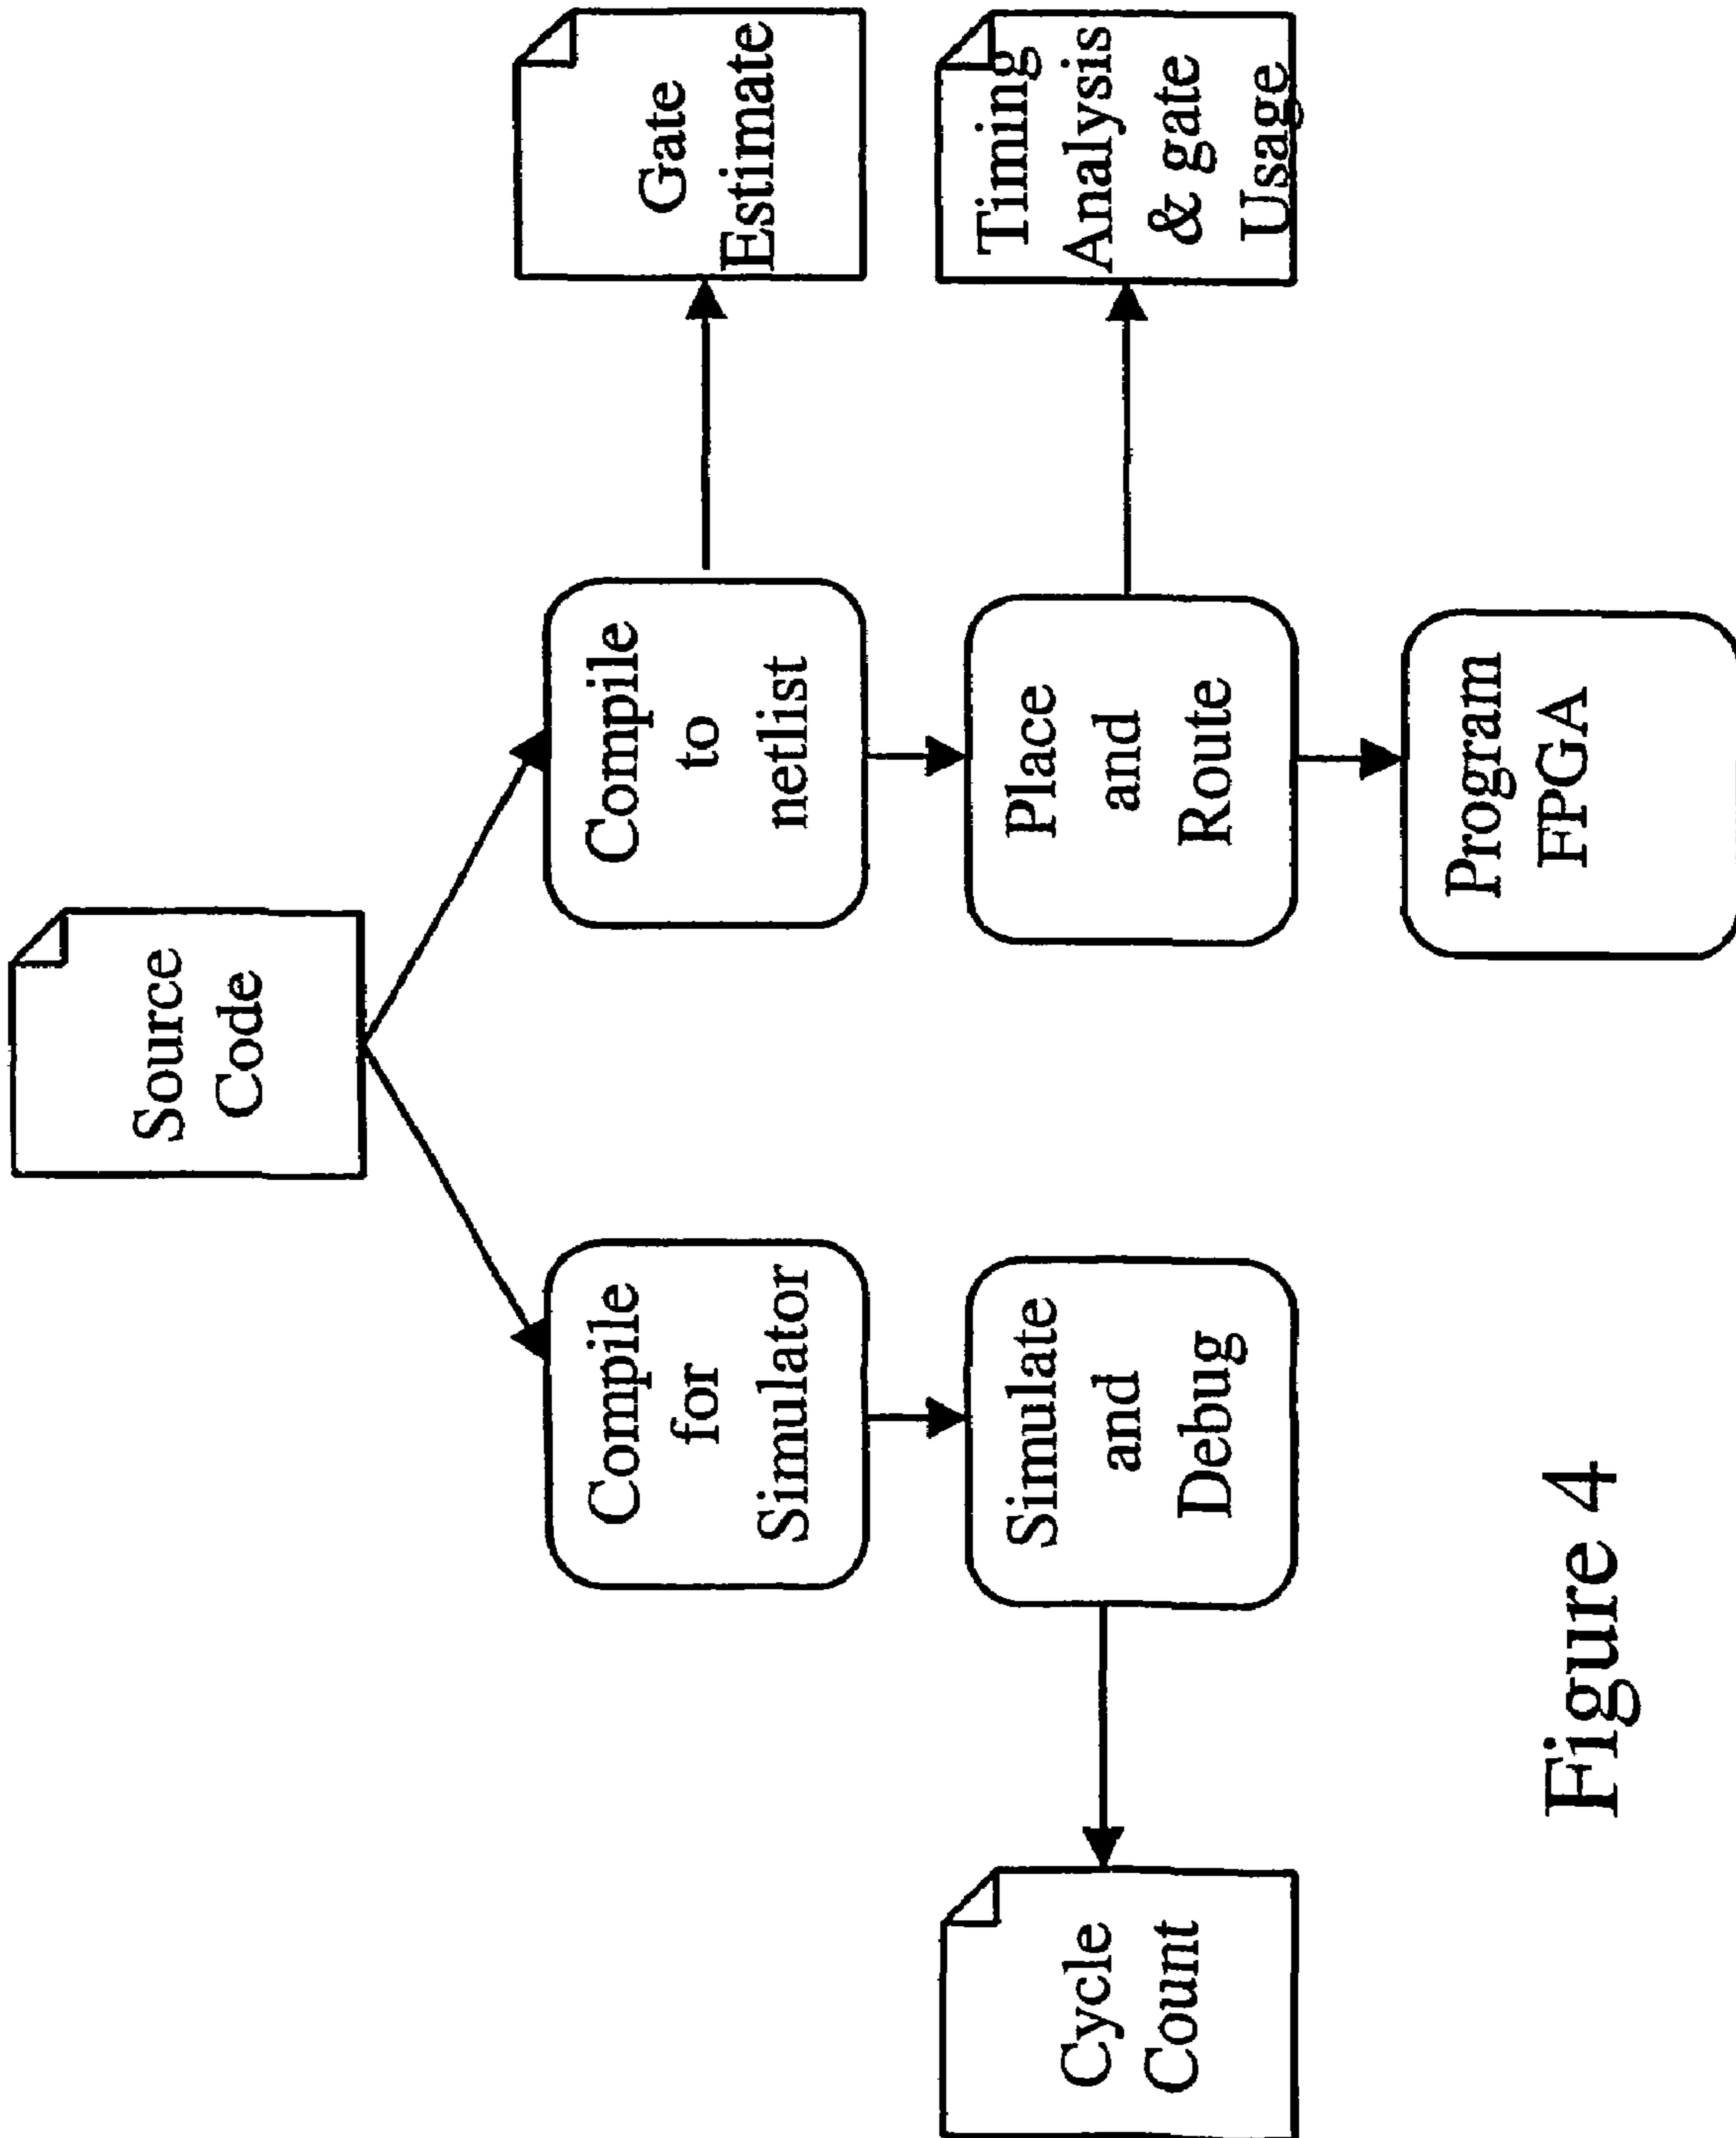 Source
Code
Compile
for
Simulator
Compile
to
netlist
Gate
Estimate
Cycle
Count
Simulate
and
Debug
Place
and
Route
Timing
Analysis
& gate
Usage
Program
FPGA
Figure 4